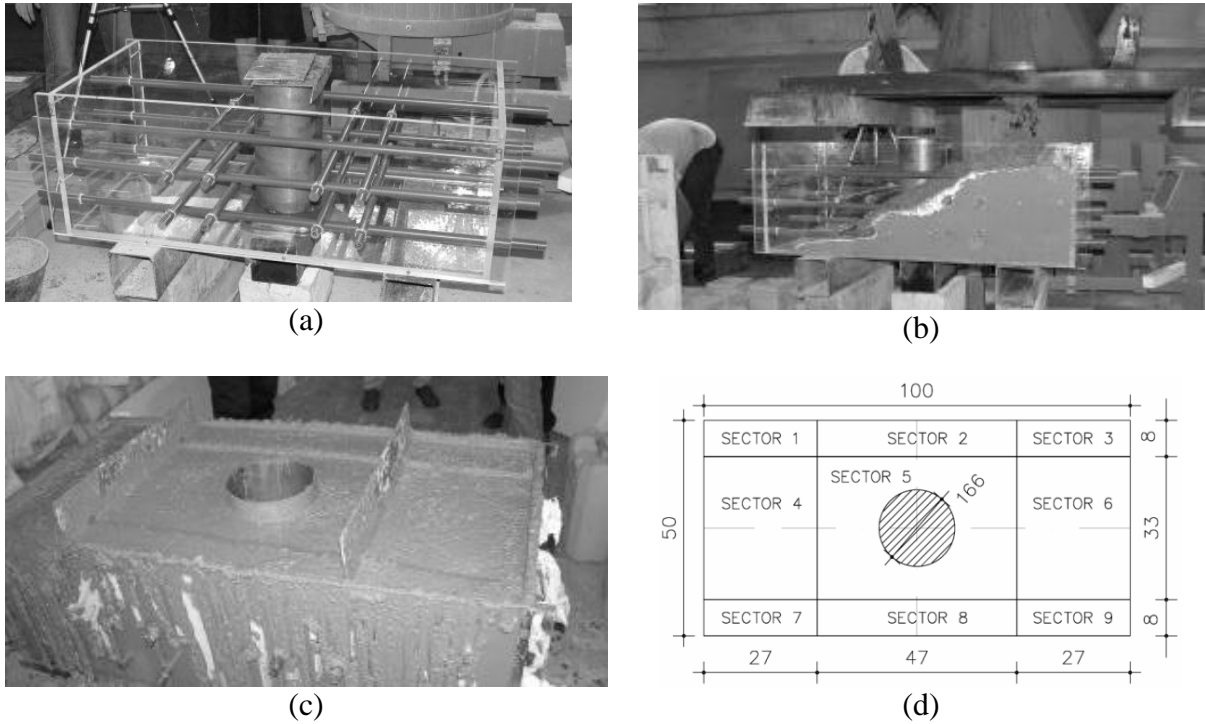 (a)
(b)
(c)
100
SECTOR 1
SECTOR 2
SECTOR 3
8
SECTOR 5
166
SECTOR 4
SECTOR 6
50
33
SECTOR 7
SECTOR 8
SECTOR 9
8
27
47
27
(d)